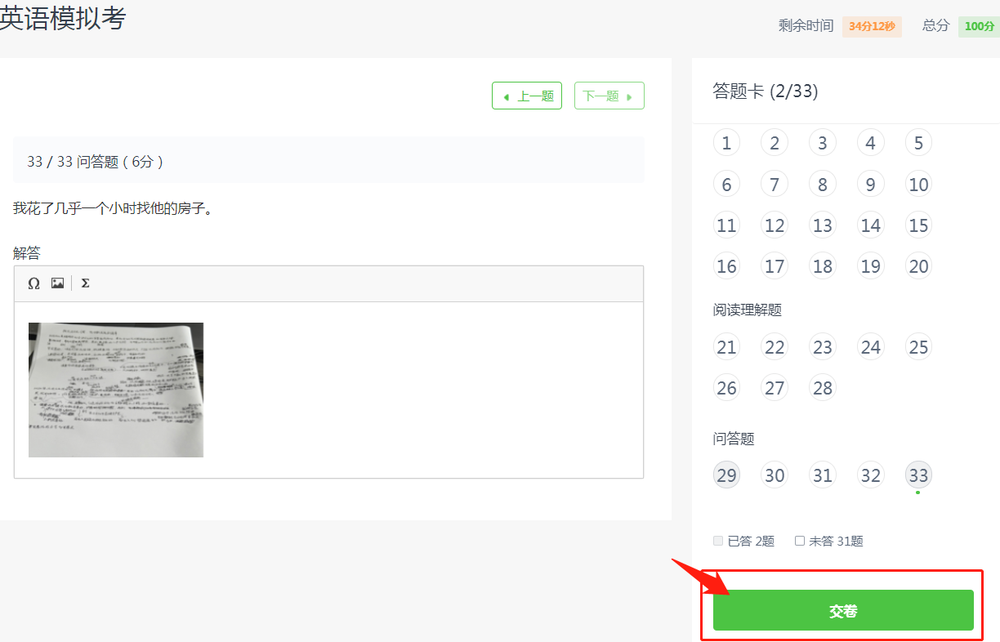 英语模拟考
剩余时间 34分12秒 总分 100分
上一题 下一题
33 / 33 问答题 ( 6分 )
我花了几乎一个小时找他的房子。
解答
Ω Σ
答题卡 (2/33)
1 2 3 4 5
6 7 8 9 10
11 12 13 14 15
16 17 18 19 20
阅读理解题
21 22 23 24 25
26 27 28
问答题
29 30 31 32 33
已答 2题 未答 31题
交卷